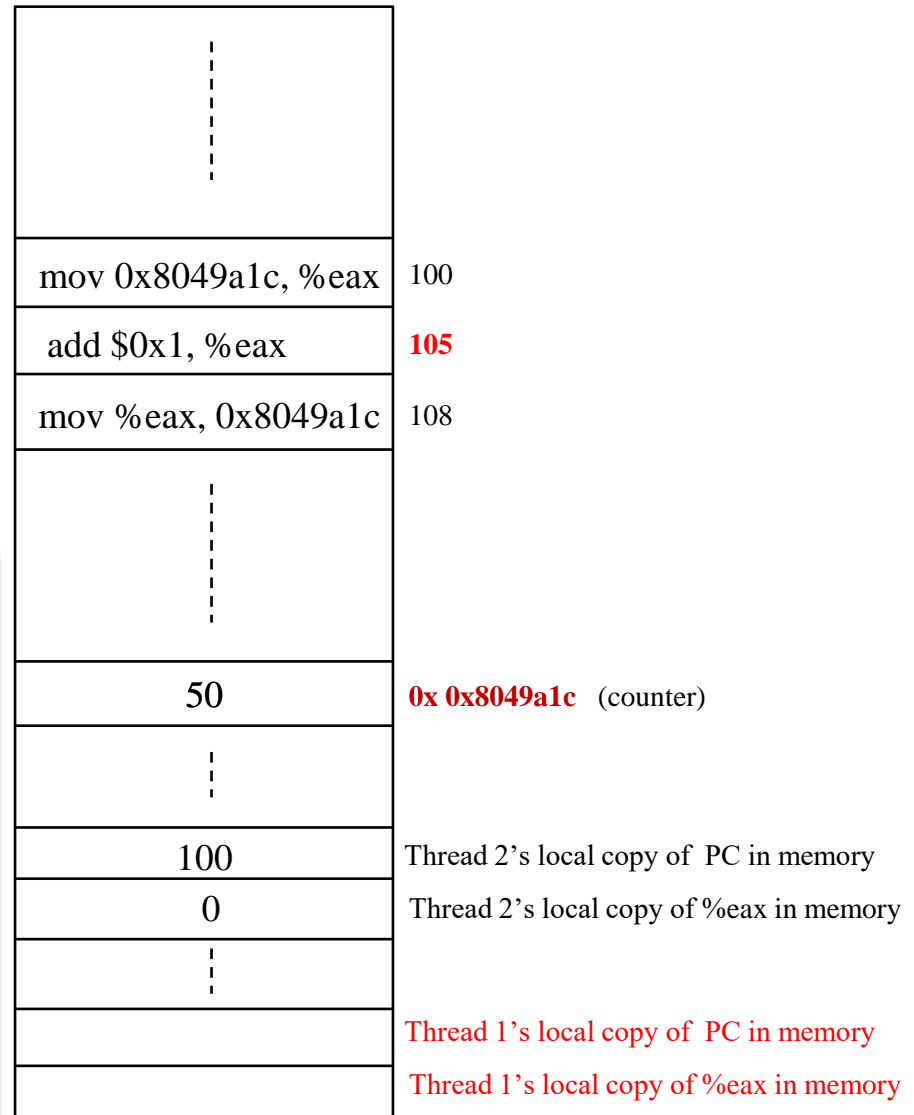 mov 0x8049a1c, %eax 100
add $0x1, %eax 105
mov %eax, 0x8049a1c 108
50 0x 0x8049a1c (counter)
100 Thread 2’s local copy of PC in memory
0 Thread 2’s local copy of %eax in memory
Thread 1’s local copy of PC in memory
Thread 1’s local copy of %eax in memory